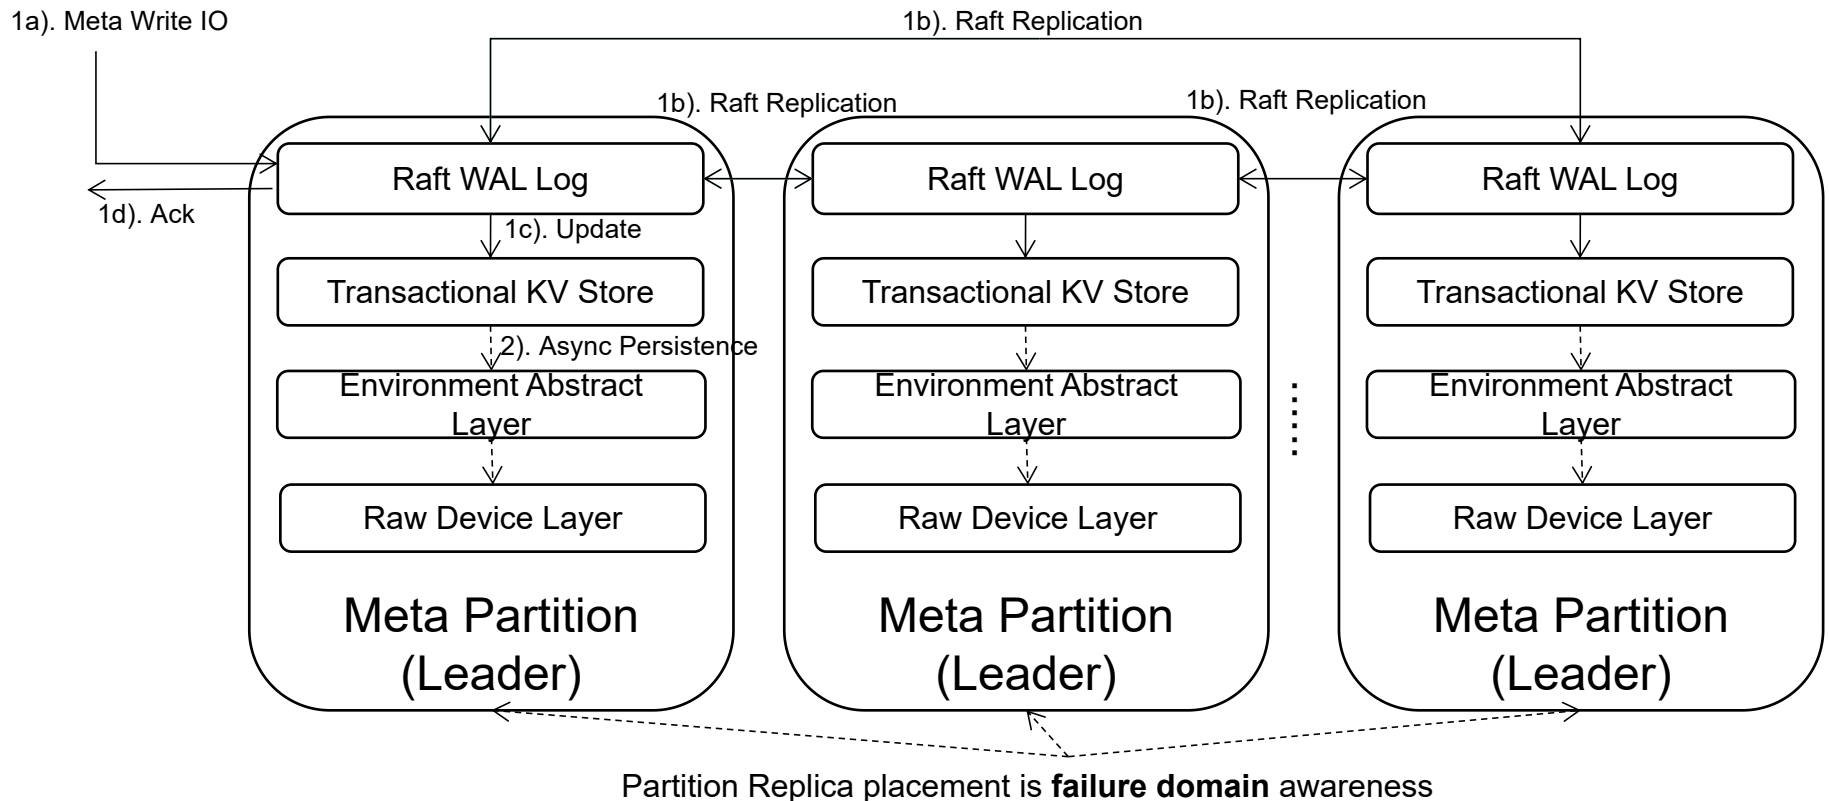 1a). Meta Write IO
1b). Raft Replication
1b). Raft Replication
1b). Raft Replication
Raft WAL Log
Raft WAL Log
Raft WAL Log
1d). Ack
1c). Update
Transactional KV Store
Transactional KV Store
Transactional KV Store
2). Async Persistence
Environment Abstract
Layer
Environment Abstract
Layer
Environment Abstract
Layer
Raw Device Layer
Raw Device Layer
Raw Device Layer
Meta Partition
(Leader)
Meta Partition
(Leader)
Meta Partition
(Leader)
Partition Replica placement is failure domain awareness